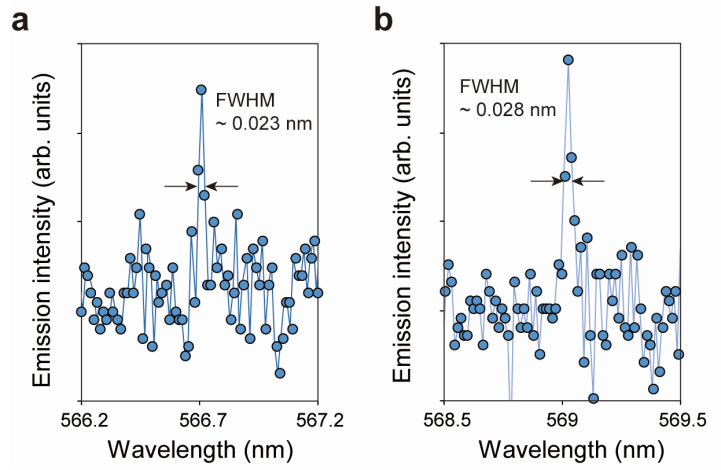 a
FWHM
~ 0.023 nm
Emission intensity (arb. units)
566.2
566.7
567.2
Wavelength (nm)
b
FWHM
~ 0.028 nm
Emission intensity (arb. units)
568.5
569
569.5
Wavelength (nm)